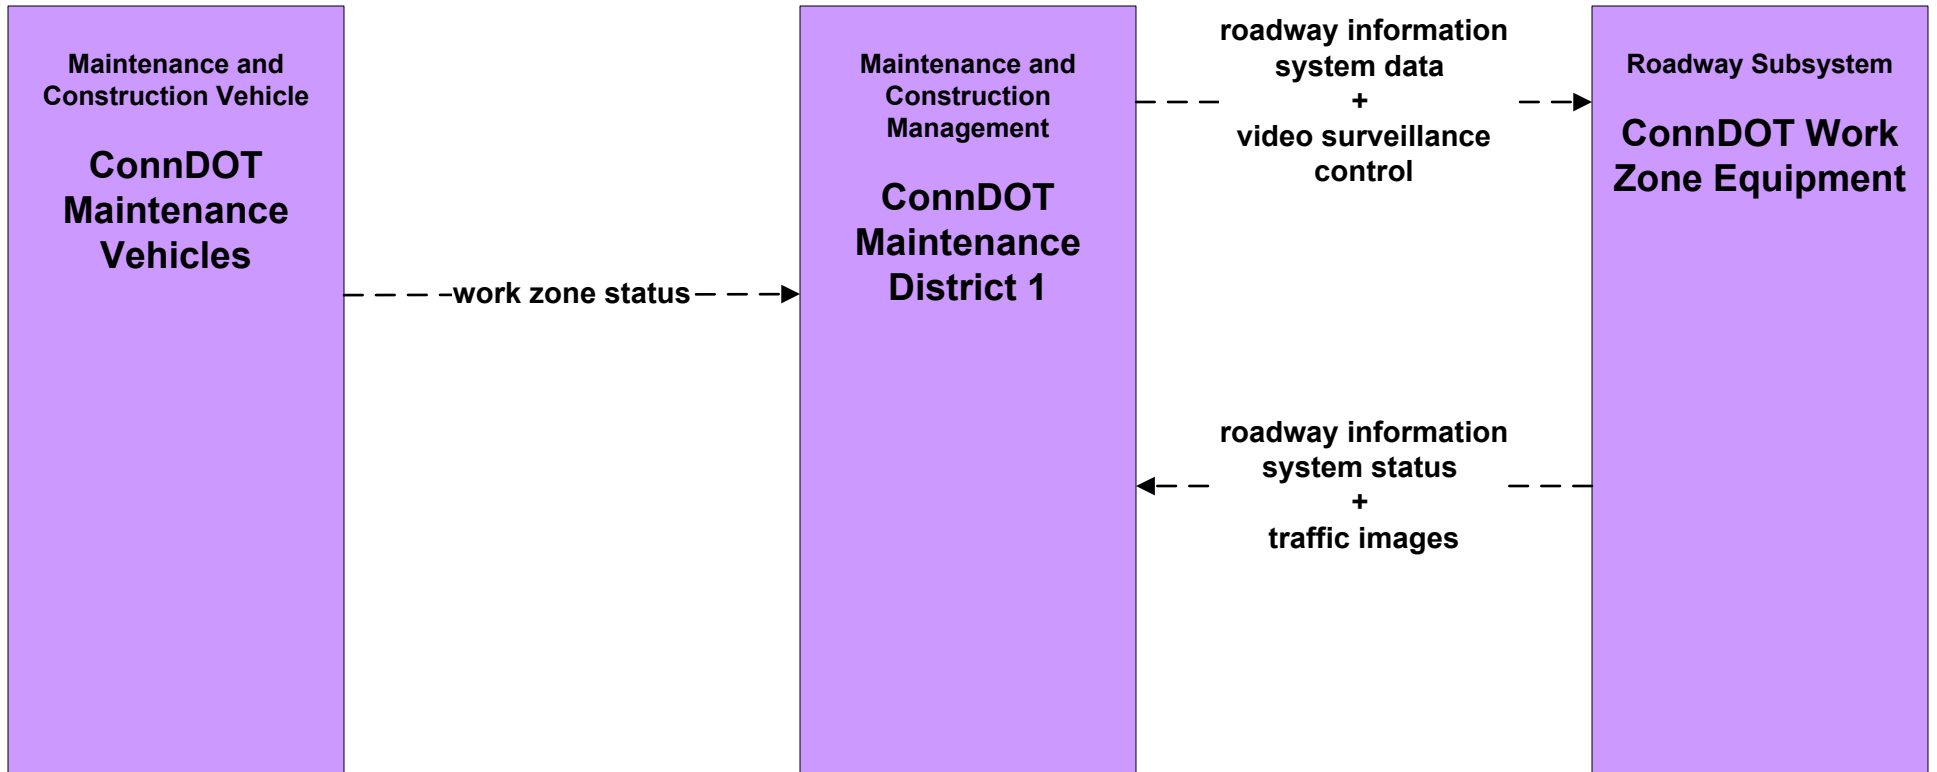 Maintenance and
Construction Vehicle
ConnDOT
Maintenance
Vehicles
work zone status
Maintenance and
Construction
Management
ConnDOT
Maintenance
District 1
roadway information
system data
+
video surveillance
control
roadway information
system status
+
traffic images
Roadway Subsystem
ConnDOT Work
Zone Equipment